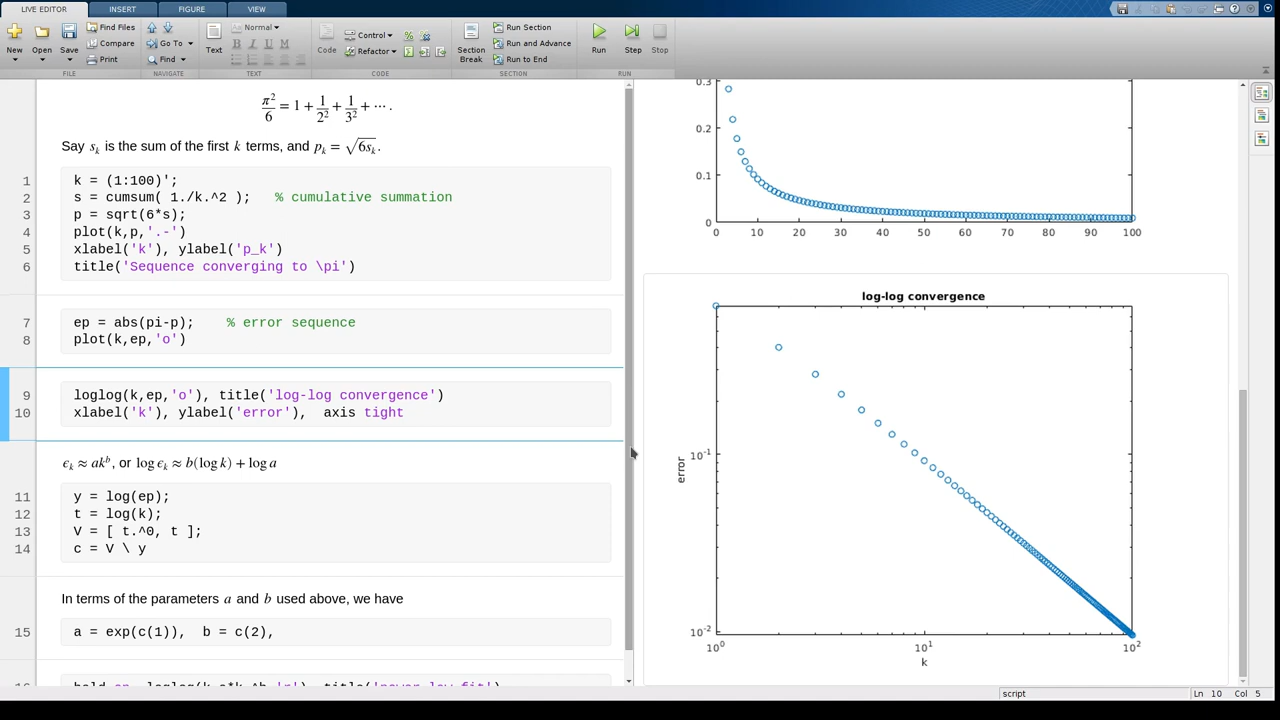 LIVE EDITOR INSERT FIGURE VIEW
New Open Save Find Files Compare Print Go To Find Text Normal B I U M Code Control Refactor Section Break Run Section Run and Advance Run to End Run Step Stop
FILE NAVIGATE TEXT CODE SECTION RUN
π²/6 = 1 + 1/2² + 1/3² + ⋯ .
Say s_k is the sum of the first k terms, and p_k = √6s_k.
1 k = (1:100)';
2 s = cumsum( 1./k.^2 ); % cumulative summation
3 p = sqrt(6*s);
4 plot(k,p,'.-')
5 xlabel('k'), ylabel('p_k')
6 title('Sequence converging to \pi')
7 ep = abs(pi-p); % error sequence
8 plot(k,ep,'o')
9 loglog(k,ep,'o'), title('log-log convergence')
10 xlabel('k'), ylabel('error'), axis tight
ϵ_k ≈ ak^b, or log ϵ_k ≈ b(log k) + log a
11 y = log(ep);
12 t = log(k);
13 V = [ t.^0, t ];
14 c = V \ y
In terms of the parameters a and b used above, we have
15 a = exp(c(1)), b = c(2),
0.3
0.2
0.1
0
0 10 20 30 40 50 60 70 80 90 100
log-log convergence
error
10⁻¹
10⁻²
10⁰ 10¹ 10²
k
script Ln 10 Col 5